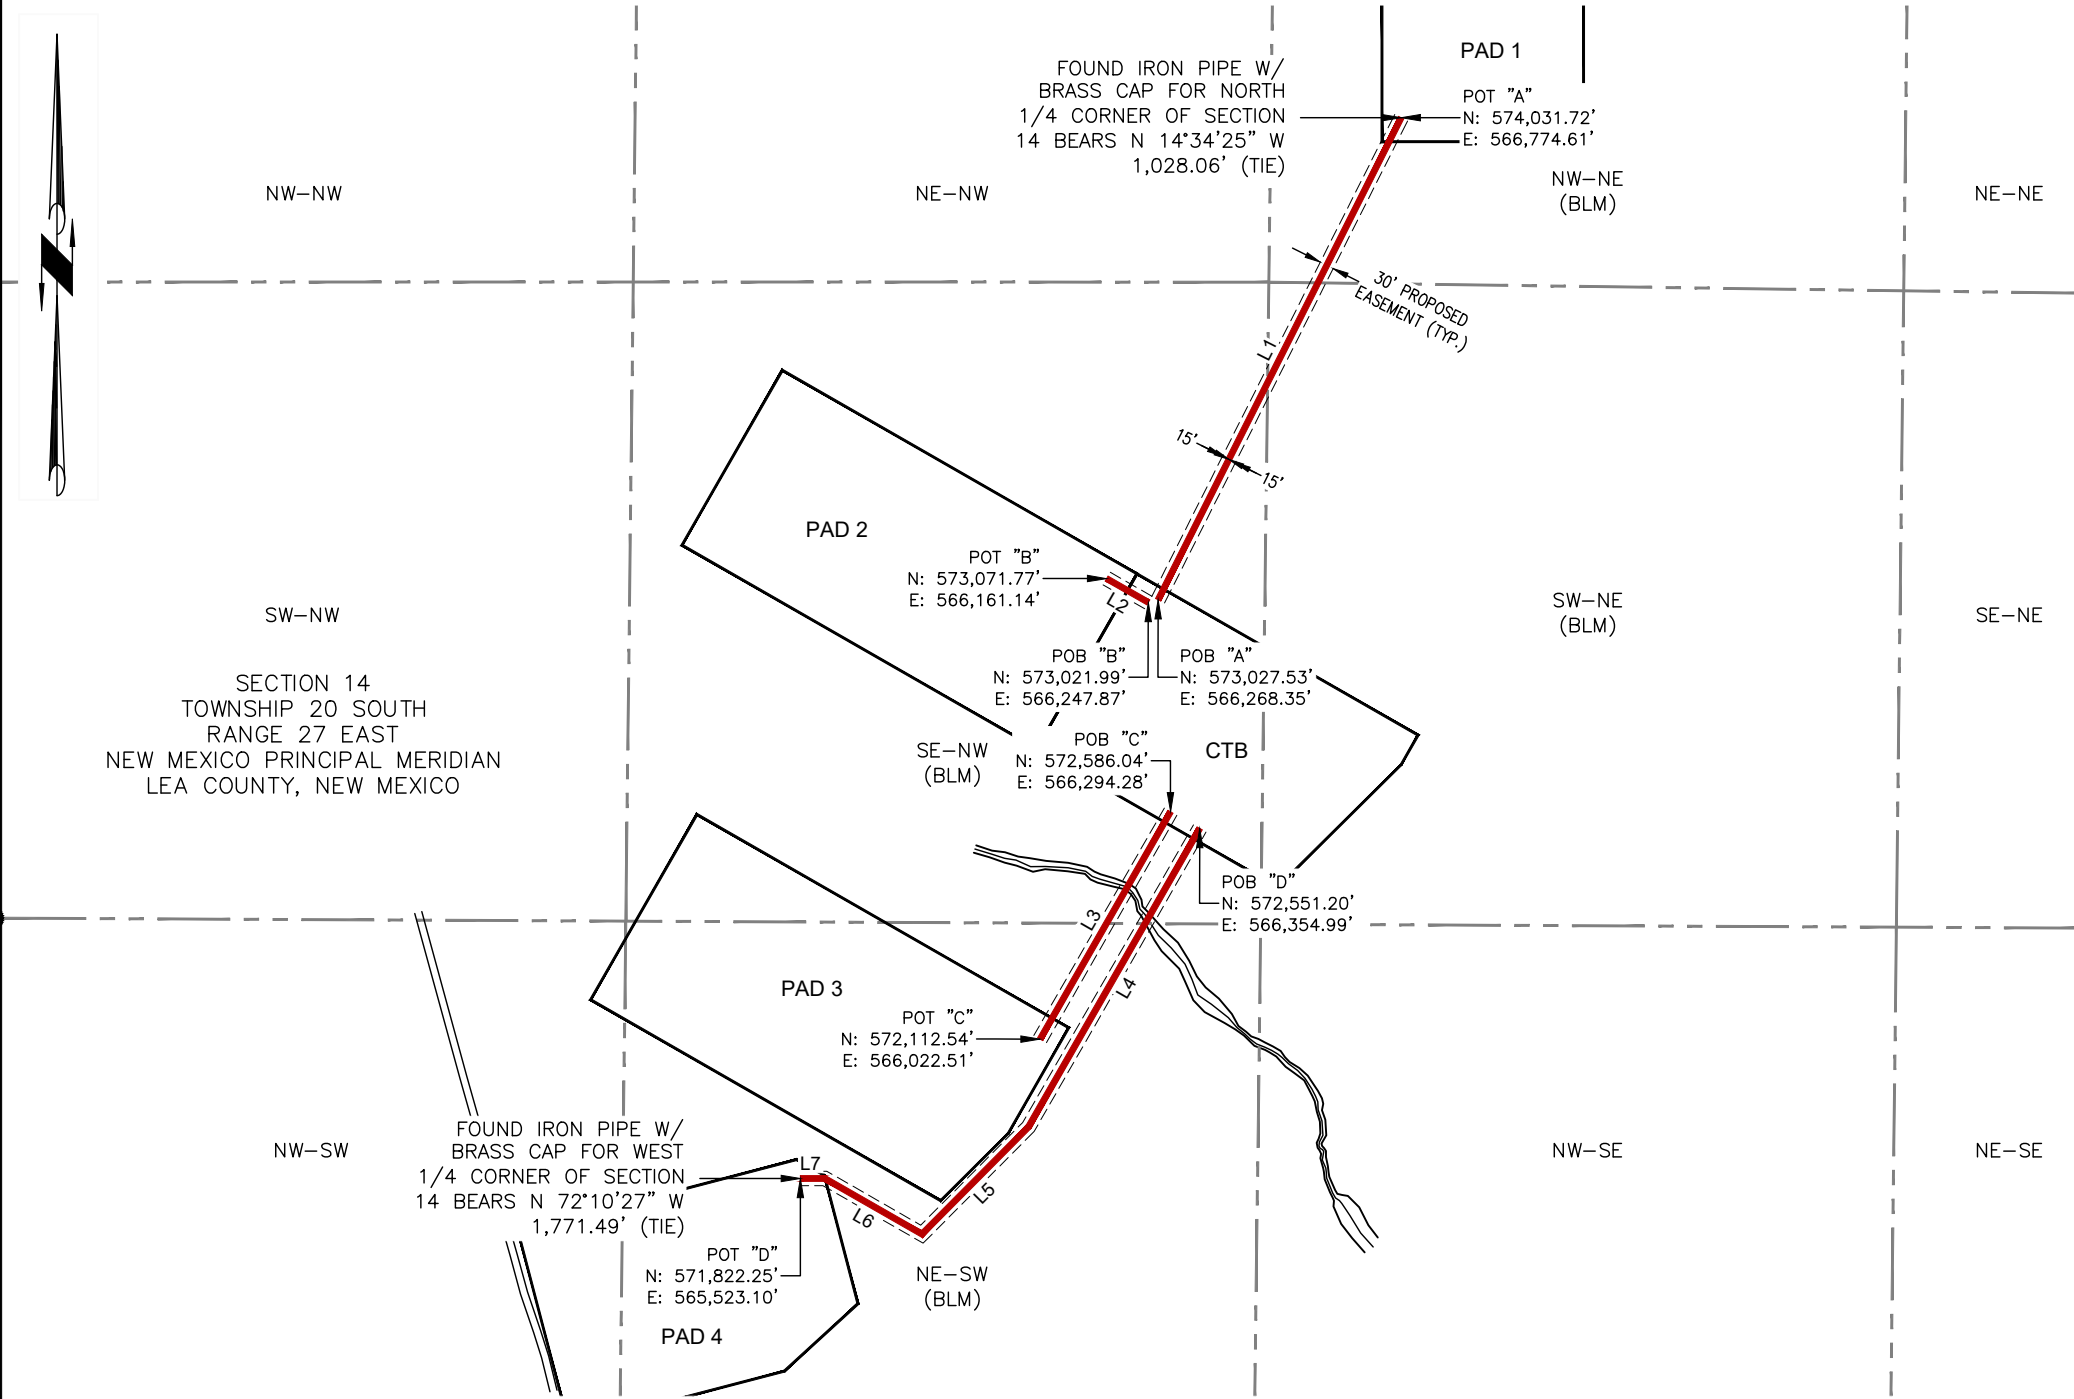 PAD 1
FOUND IRON PIPE W/
BRASS CAP FOR NORTH
1/4 CORNER OF SECTION
14 BEARS N 14°34'25" W
1,028.06' (TIE)
POT "A"
N: 574,031.72'
E: 566,774.61'
NW-NW
NE-NW
NW-NE
(BLM)
NE-NE
N
30' PROPOSED
EASEMENT (TYP.)
L1
15'
15'
PAD 2
POT "B"
N: 573,071.77'
E: 566,161.14'
L2
SW-NW
SW-NE
(BLM)
SE-NE
POB "B"
N: 573,021.99'
E: 566,247.87'
POB "A"
N: 573,027.53'
E: 566,268.35'
SECTION 14
TOWNSHIP 20 SOUTH
RANGE 27 EAST
NEW MEXICO PRINCIPAL MERIDIAN
LEA COUNTY, NEW MEXICO
SE-NW
(BLM)
POB "C"
N: 572,586.04'
E: 566,294.28'
CTB
POB "D"
N: 572,551.20'
E: 566,354.99'
L3
L4
PAD 3
POT "C"
N: 572,112.54'
E: 566,022.51'
NW-SW
FOUND IRON PIPE W/
BRASS CAP FOR WEST
1/4 CORNER OF SECTION
14 BEARS N 72°10'27" W
1,771.49' (TIE)
L7
L6
L5
NW-SE
NE-SE
POT "D"
N: 571,822.25'
E: 565,523.10'
NE-SW
(BLM)
PAD 4